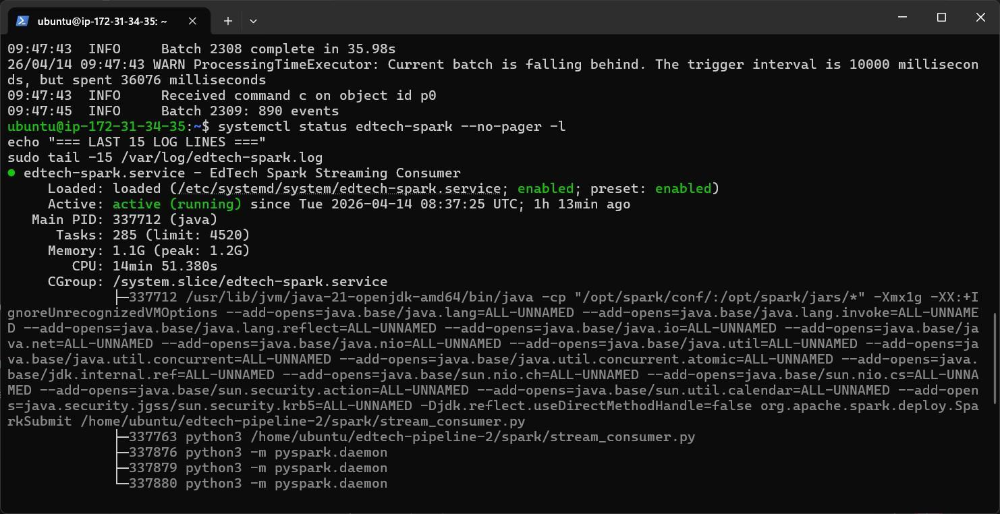 ubuntu@ip-172-31-34-35: ~
09:47:43  INFO     Batch 2308 complete in 35.98s
26/04/14 09:47:43 WARN ProcessingTimeExecutor: Current batch is falling behind. The trigger interval is 10000 millisecon
ds, but spent 36076 milliseconds
09:47:43  INFO     Received command c on object id p0
09:47:45  INFO     Batch 2309: 890 events
ubuntu@ip-172-31-34-35:~$ systemctl status edtech-spark --no-pager -l
echo "=== LAST 15 LOG LINES ==="
sudo tail -15 /var/log/edtech-spark.log
● edtech-spark.service - EdTech Spark Streaming Consumer
     Loaded: loaded (/etc/systemd/system/edtech-spark.service; enabled; preset: enabled)
     Active: active (running) since Tue 2026-04-14 08:37:25 UTC; 1h 13min ago
   Main PID: 337712 (java)
      Tasks: 285 (limit: 4520)
     Memory: 1.1G (peak: 1.2G)
        CPU: 14min 51.380s
     CGroup: /system.slice/edtech-spark.service
             ├─337712 /usr/lib/jvm/java-21-openjdk-amd64/bin/java -cp "/opt/spark/conf/:/opt/spark/jars/*" -Xmx1g -XX:+I
gnoreUnrecognizedVMOptions --add-opens=java.base/java.lang=ALL-UNNAMED --add-opens=java.base/java.lang.invoke=ALL-UNNAME
D --add-opens=java.base/java.lang.reflect=ALL-UNNAMED --add-opens=java.base/java.io=ALL-UNNAMED --add-opens=java.base/ja
va.net=ALL-UNNAMED --add-opens=java.base/java.nio=ALL-UNNAMED --add-opens=java.base/java.util=ALL-UNNAMED --add-opens=ja
va.base/java.util.concurrent=ALL-UNNAMED --add-opens=java.base/java.util.concurrent.atomic=ALL-UNNAMED --add-opens=java.
base/jdk.internal.ref=ALL-UNNAMED --add-opens=java.base/sun.nio.ch=ALL-UNNAMED --add-opens=java.base/sun.nio.cs=ALL-UNNA
MED --add-opens=java.base/sun.security.action=ALL-UNNAMED --add-opens=java.base/sun.util.calendar=ALL-UNNAMED --add-open
s=java.security.jgss/sun.security.krb5=ALL-UNNAMED -Djdk.reflect.useDirectMethodHandle=false org.apache.spark.deploy.Spa
rkSubmit /home/ubuntu/edtech-pipeline-2/spark/stream_consumer.py
             ├─337763 python3 /home/ubuntu/edtech-pipeline-2/spark/stream_consumer.py
             ├─337876 python3 -m pyspark.daemon
             ├─337879 python3 -m pyspark.daemon
             └─337880 python3 -m pyspark.daemon